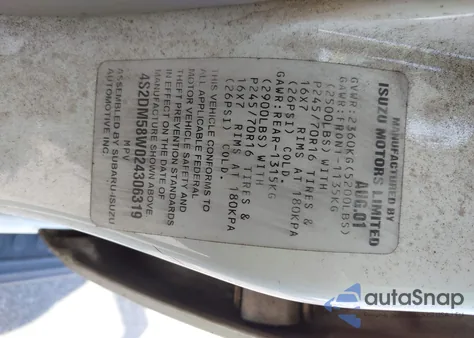 MANUFACTURED BY
ISUZU MOTORS LIMITED
AUG.01
GVWR:2360KG(5200LBS)
GAWR:FRONT-1135KG
(2500LBS) WITH
P245/70R16 TIRES &
16X7 RIMS AT 180KPA
(26PSI) COLD.
GAWR:REAR-1315KG
(2900LBS) WITH
P245/70R16 TIRES &
16X7 RIMS AT 180KPA
(26PSI) COLD.
THIS VEHICLE CONFORMS TO
ALL APPLICABLE FEDERAL
MOTOR VEHICLE SAFETY AND
THEFT PREVENTION STANDARDS
IN EFFECT ON THE DATE OF
MANUFACTURE SHOWN ABOVE
4S2DM58W024306319
MPV
ASSEMBLED BY SUBARU-ISUZU
AUTOMOTIVE INC.
autoSnap
Powered by AutoBidMaster